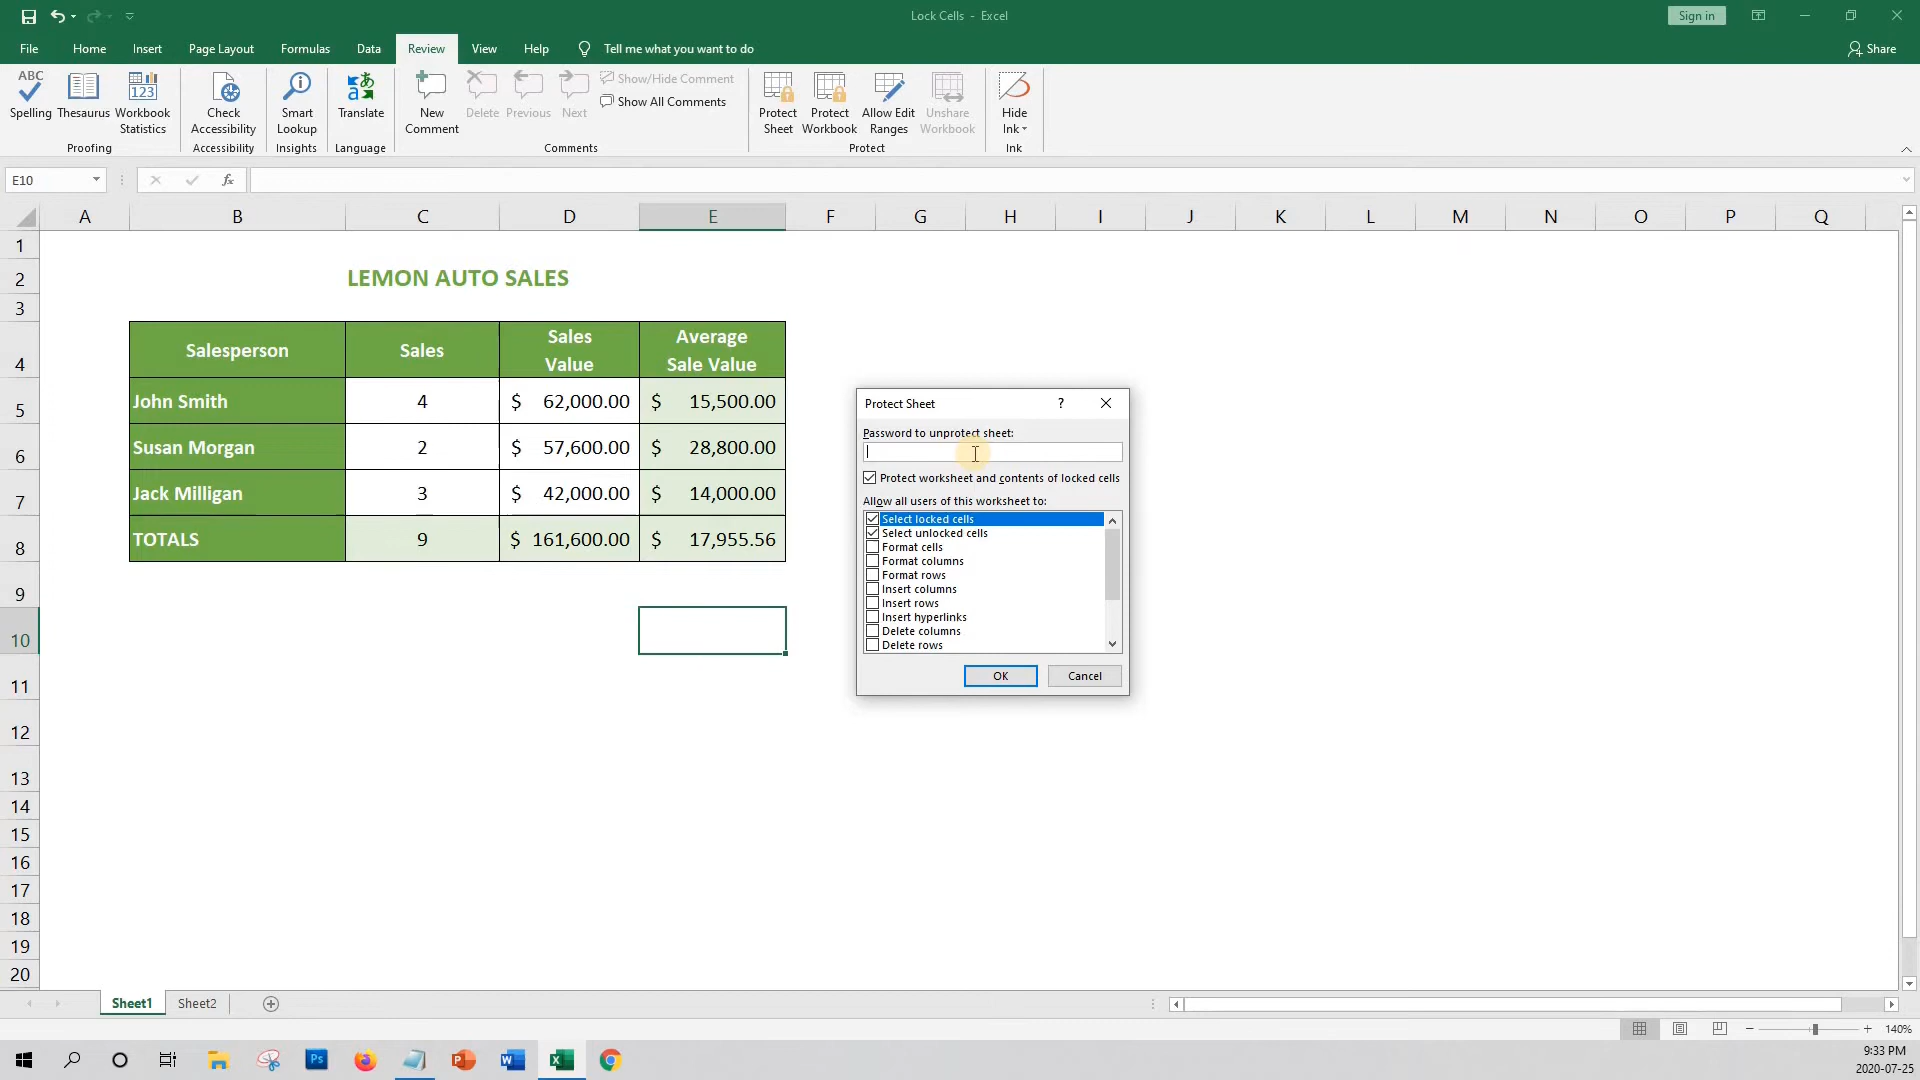 Lock Cells - Excel
Sign in
File Home Insert Page Layout Formulas Data Review View Help Tell me what you want to do Share
ABC
Spelling
Thesaurus
123
Workbook
Statistics
Proofing
Check
Accessibility
Accessibility
Smart
Lookup
Insights
Translate
Language
New
Comment
Delete
Previous
Next
Show/Hide Comment
Show All Comments
Comments
Protect
Sheet
Protect
Workbook
Allow Edit
Ranges
Unshare
Workbook
Protect
Hide
Ink
Ink
E10
fx
A B C D E F G H I J K L M N O P Q
1
2 LEMON AUTO SALES
3
4 Salesperson Sales Sales Value Average Sale Value
5 John Smith 4 $ 62,000.00 $ 15,500.00
6 Susan Morgan 2 $ 57,600.00 $ 28,800.00
7 Jack Milligan 3 $ 42,000.00 $ 14,000.00
8 TOTALS 9 $ 161,600.00 $ 17,955.56
9
10
11
12
13
14
15
16
17
18
19
20
Protect Sheet ?
Password to unprotect sheet:
Protect worksheet and contents of locked cells
Allow all users of this worksheet to:
Select locked cells
Select unlocked cells
Format cells
Format columns
Format rows
Insert columns
Insert rows
Insert hyperlinks
Delete columns
Delete rows
OK Cancel
Sheet1 Sheet2
140%
Ps
9:33 PM
2020-07-25